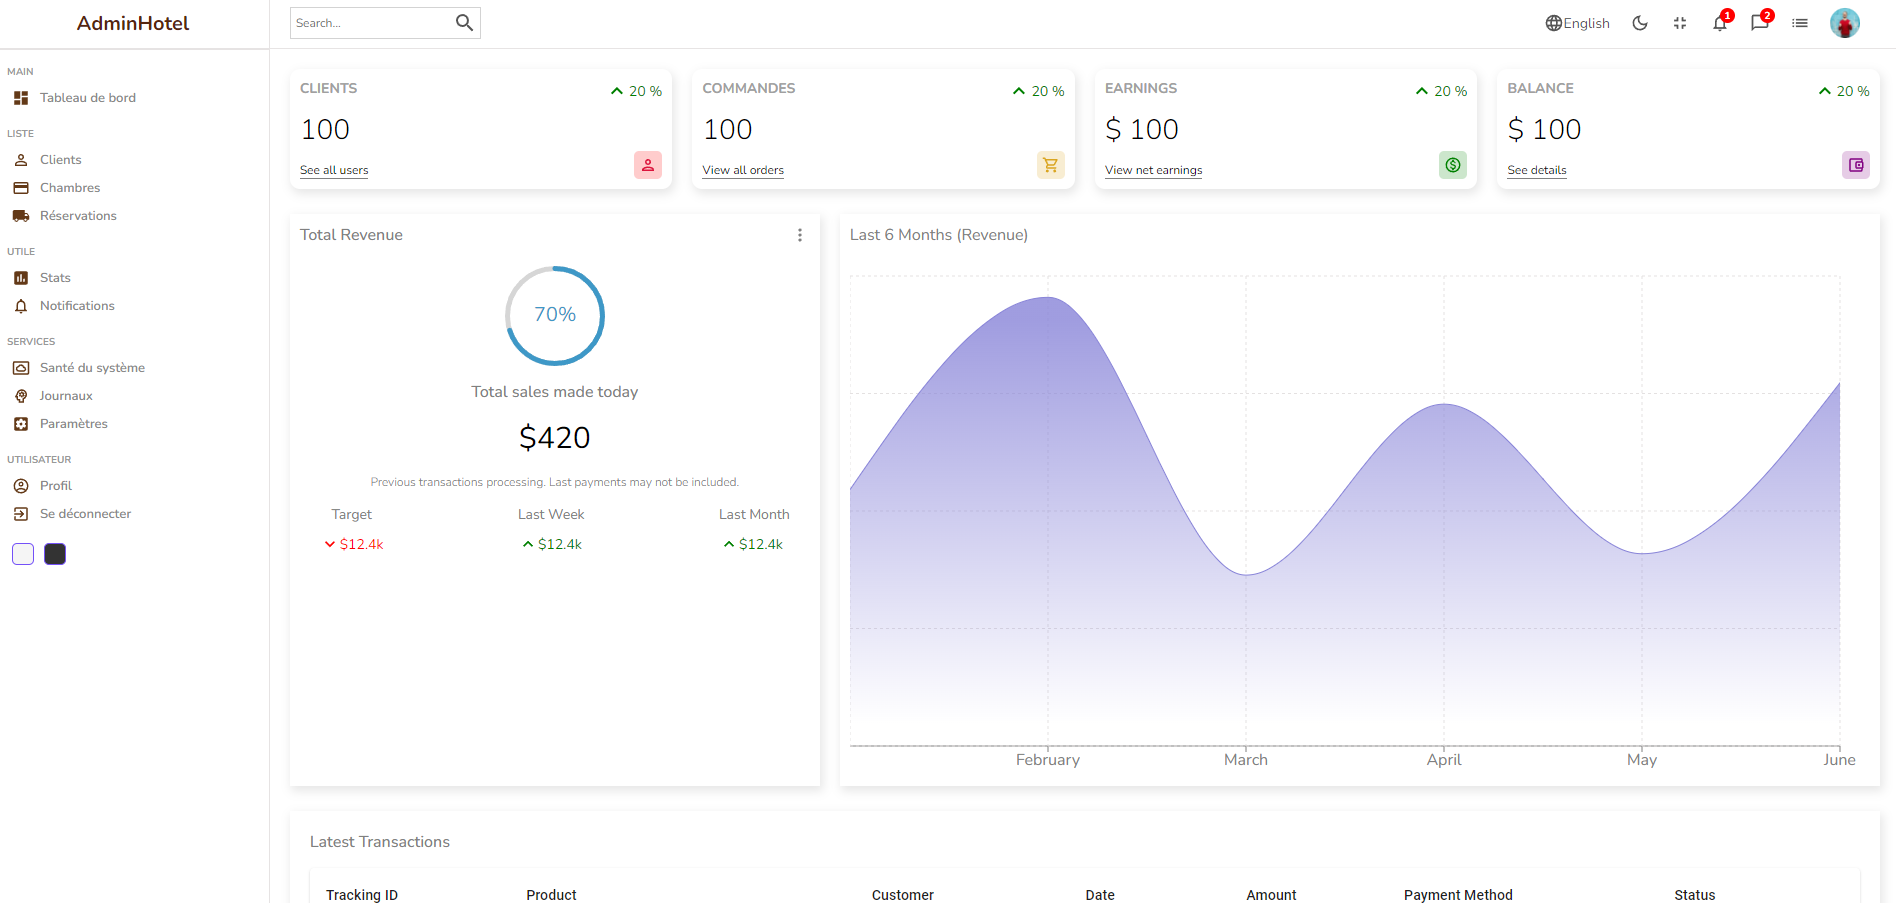 AdminHotel
Search...
English
1
2
MAIN
Tableau de bord
LISTE
Clients
Chambres
Réservations
UTILE
Stats
Notifications
SERVICES
Santé du système
Journaux
Paramètres
UTILISATEUR
Profil
Se déconnecter
CLIENTS
20 %
100
See all users
COMMANDES
20 %
100
View all orders
EARNINGS
20 %
$ 100
View net earnings
BALANCE
20 %
$ 100
See details
Total Revenue
70%
Total sales made today
$420
Previous transactions processing. Last payments may not be included.
Target Last Week Last Month
$12.4k $12.4k $12.4k
Last 6 Months (Revenue)
February March April May June
Latest Transactions
Tracking ID Product Customer Date Amount Payment Method Status